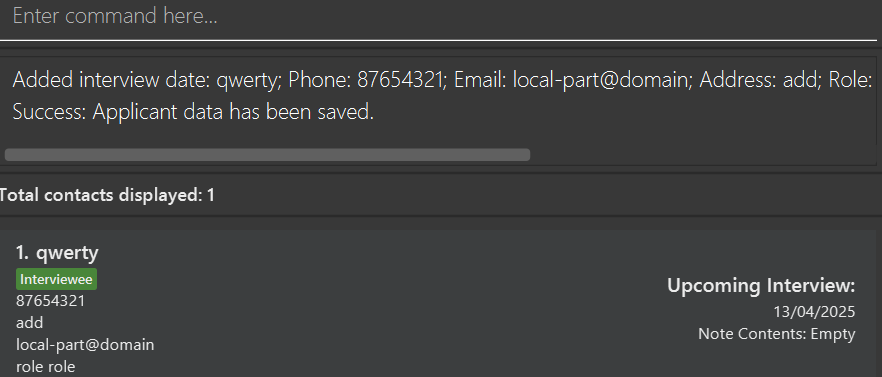 Enter command here...
Added interview date: qwerty; Phone: 87654321; Email: local-part@domain; Address: add; Role:
Success: Applicant data has been saved.
Total contacts displayed: 1
1. qwerty
Interviewee
87654321
add
local-part@domain
role role
Upcoming Interview:
13/04/2025
Note Contents: Empty